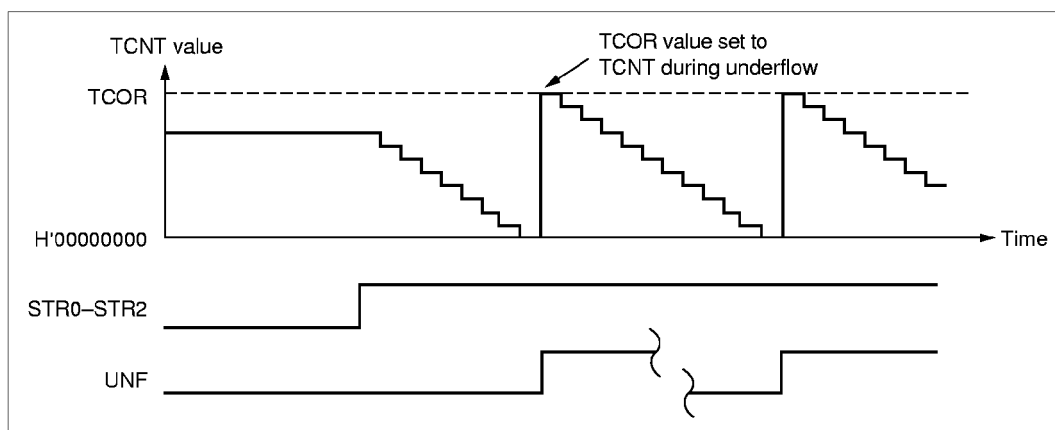 TCNT value
TCOR value set to
TCNT during underflow
TCOR
H'00000000
Time
STR0–STR2
UNF